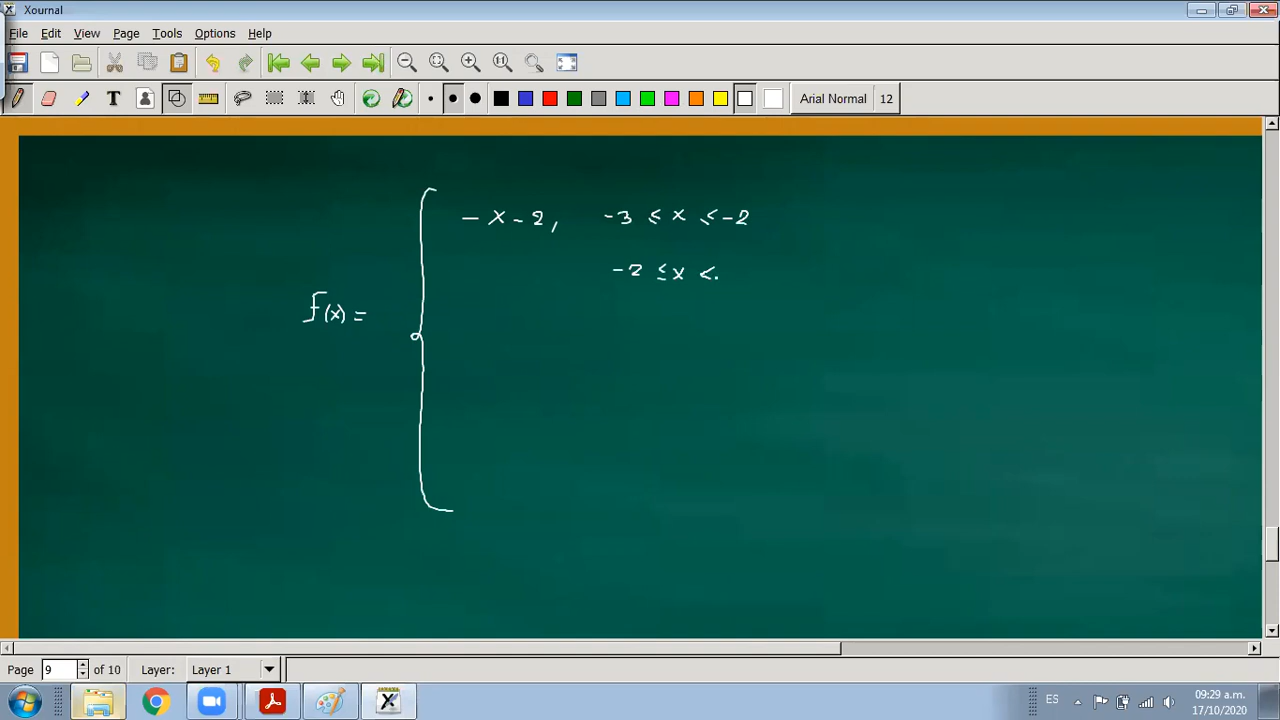 Xournal
File Edit View Page Tools Options Help
Arial Normal 12
- x - 2, -3 ≤ x ≤ -2
-2 ≤ x <.
f(x) =
Page 9 of 10 Layer: Layer 1
ES 09:29 a.m.
17/10/2020